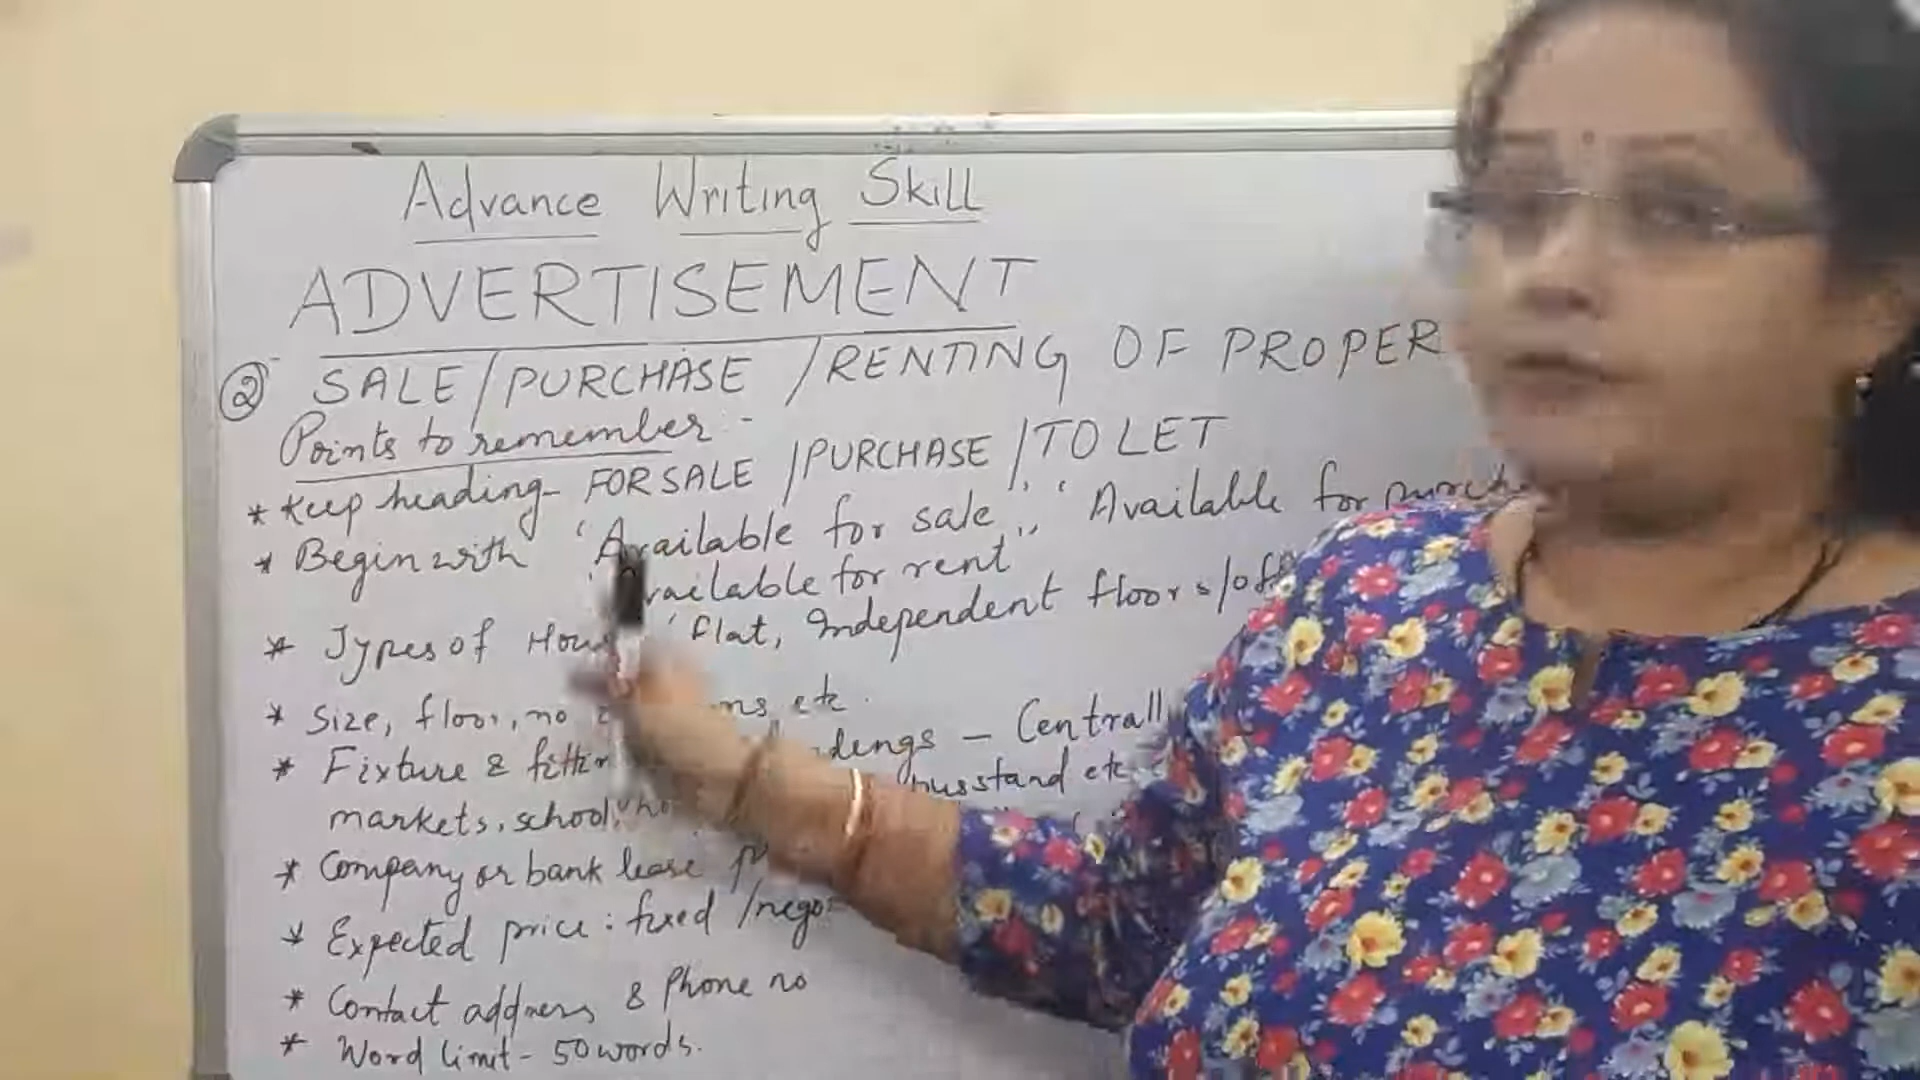 Advance Writing Skill
ADVERTISEMENT
② SALE/PURCHASE/RENTING OF PROPER
Points to remember:-
* Keep heading- FOR SALE/PURCHASE/TO LET
* Begin with 'Available for sale', 'Available for
Available for rent"
* Types of 'Flat, Independent floors/
* Size, floor, no etc.
* Fixture & - Centrall
markets, school, busstand etc.
* Company or bank lease
* Expected price: fixed /nego
* Contact address & Phone no
* Word limit- 50 words.